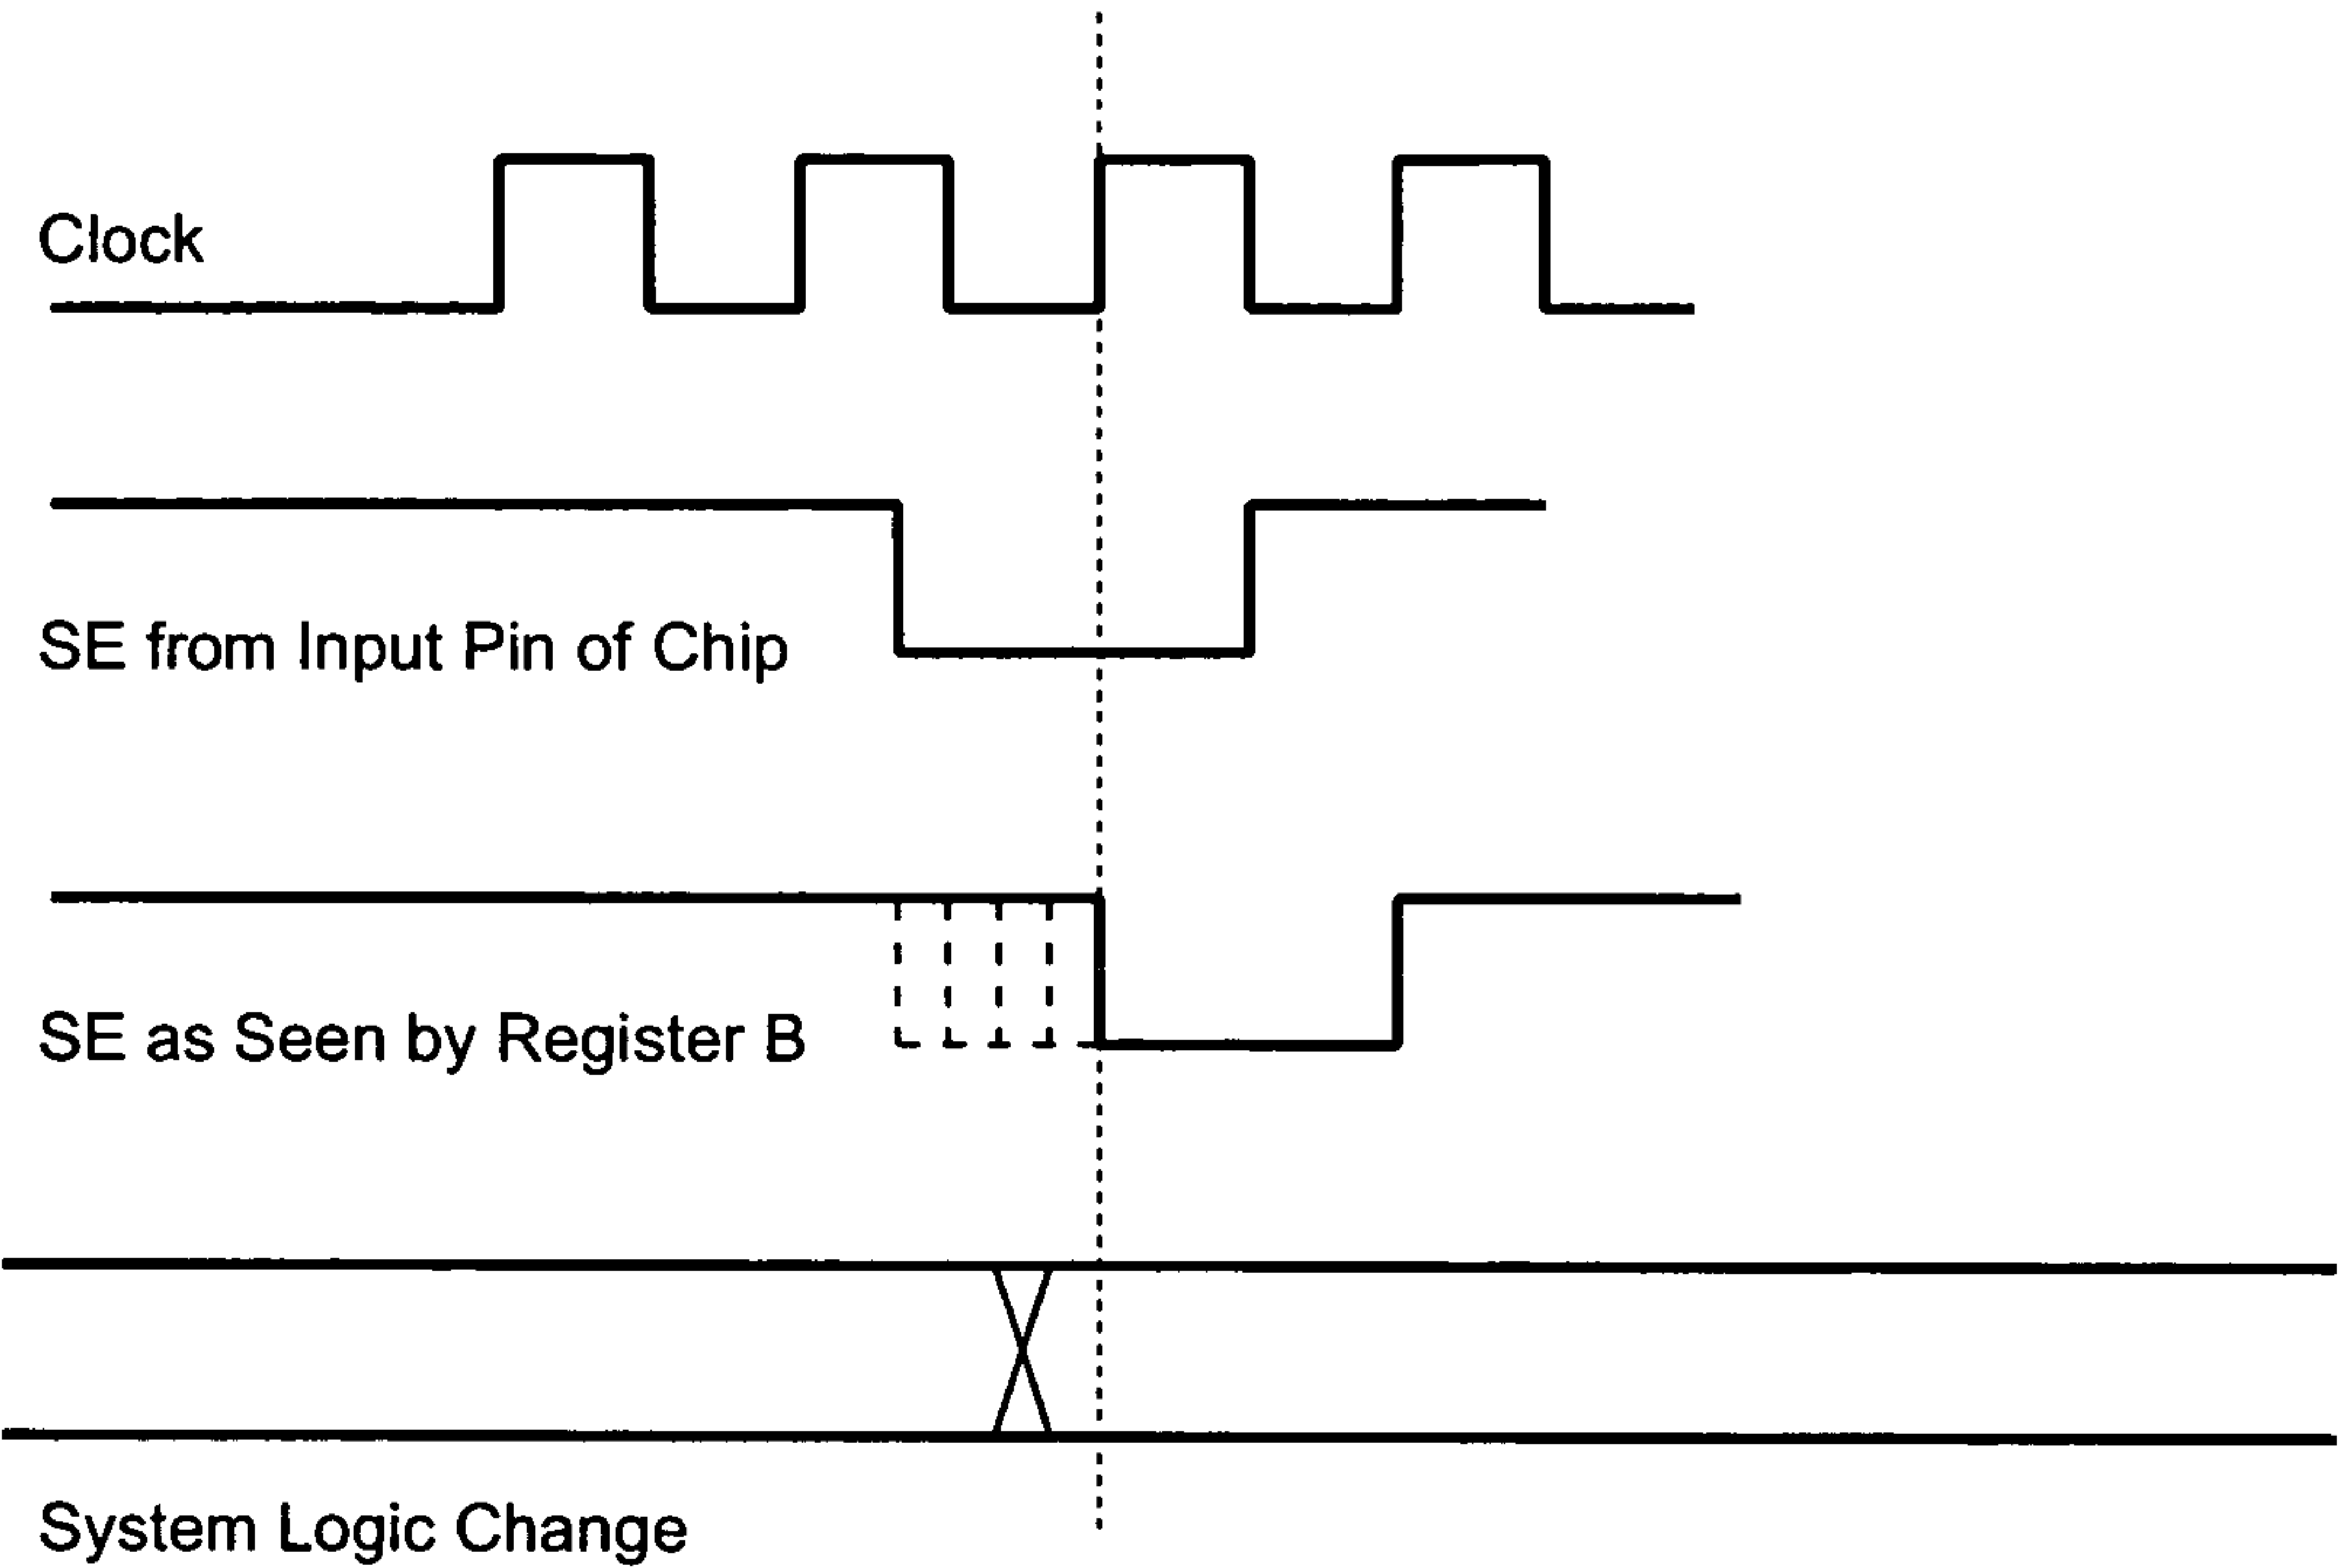 Clock
SE from Input Pin of Chip
SE as Seen by Register B
System Logic Change